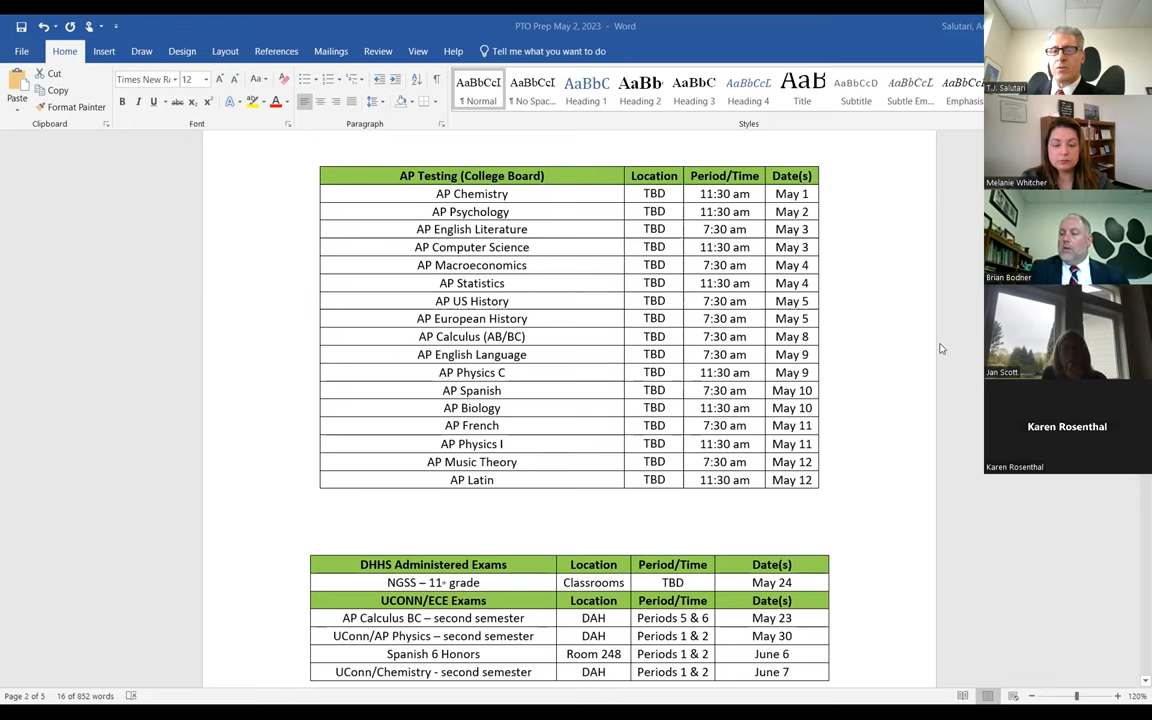 PTO Prep May 2, 2023 - Word
Salutari, A
File Home Insert Draw Design Layout References Mailings Review View Help Tell me what you want to do
Paste
Cut
Copy
Format Painter
Clipboard
Times New R 12
Font
Paragraph
AaBbCcI AaBbCcI AaBbC AaBb AaBbC AaBbCcL AaB AaBbCcD AaBbCcL AaBbCcL
¶ Normal ¶ No Spac... Heading 1 Heading 2 Heading 3 Heading 4 Title Subtitle Subtle Em... Emphasis
Styles
AP Testing (College Board) Location Period/Time Date(s)
AP Chemistry TBD 11:30 am May 1
AP Psychology TBD 11:30 am May 2
AP English Literature TBD 7:30 am May 3
AP Computer Science TBD 11:30 am May 3
AP Macroeconomics TBD 7:30 am May 4
AP Statistics TBD 11:30 am May 4
AP US History TBD 7:30 am May 5
AP European History TBD 7:30 am May 5
AP Calculus (AB/BC) TBD 7:30 am May 8
AP English Language TBD 7:30 am May 9
AP Physics C TBD 11:30 am May 9
AP Spanish TBD 7:30 am May 10
AP Biology TBD 11:30 am May 10
AP French TBD 7:30 am May 11
AP Physics I TBD 11:30 am May 11
AP Music Theory TBD 7:30 am May 12
AP Latin TBD 11:30 am May 12
DHHS Administered Exams Location Period/Time Date(s)
NGSS – 11th grade Classrooms TBD May 24
UCONN/ECE Exams Location Period/Time Date(s)
AP Calculus BC – second semester DAH Periods 5 & 6 May 23
UConn/AP Physics – second semester DAH Periods 1 & 2 May 30
Spanish 6 Honors Room 248 Periods 1 & 2 June 6
UConn/Chemistry - second semester DAH Periods 1 & 2 June 7
Page 2 of 5 16 of 852 words
120%
T.J. Salutari
Melanie Whitcher
Brian Bodner
Jan Scott
Karen Rosenthal
Karen Rosenthal